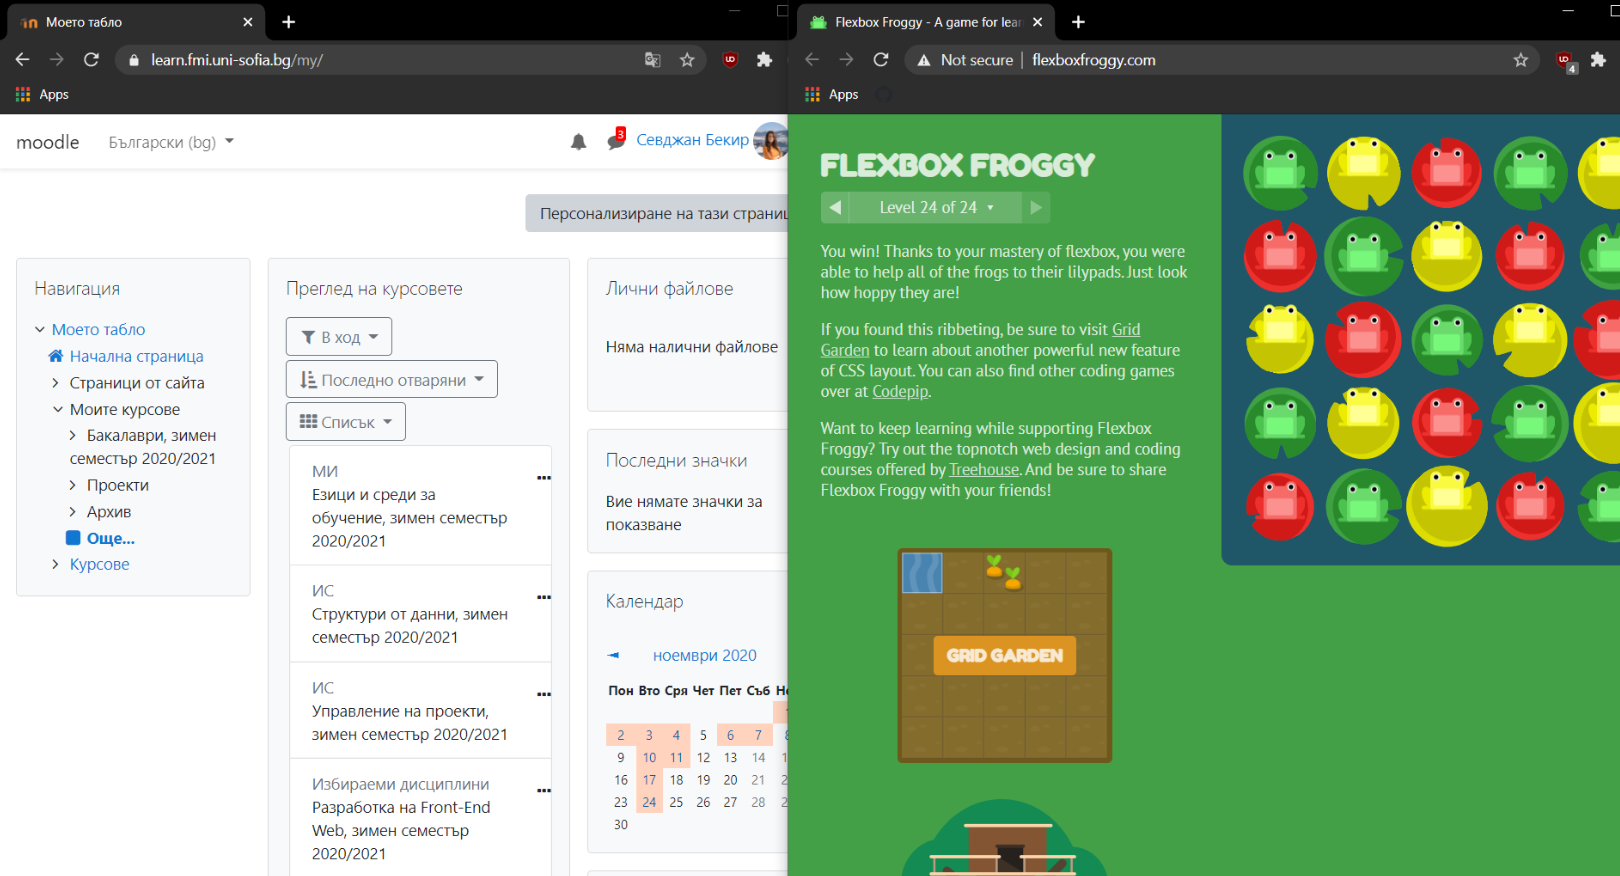 Моето табло
learn.fmi.uni-sofia.bg/my/
Apps
moodle
Български (bg)
3
Севджан Бекир
Персонализиране на тази
Навигация
Моето табло
Начална страница
Страници от сайта
Моите курсове
Бакалаври, зимен
семестър 2020/2021
Проекти
Архив
Още...
Курсове
Преглед на курсовете
В ход
Последно отваряни
Списък
МИ
Езици и среди за
обучение, зимен семестър
2020/2021
ИС
Структури от данни, зимен
семестър 2020/2021
ИС
Управление на проекти,
зимен семестър 2020/2021
Избираеми дисциплини
Разработка на Front-End
Web, зимен семестър
2020/2021
Лични файлове
Няма налични файлове
Последни значки
Вие нямате значки за
показване
Календар
ноември 2020
Пон Вто Сря Чет Пет Съб
2 3 4 5 6 7
9 10 11 12 13 14
16 17 18 19 20 21
23 24 25 26 27 28
30
Flexbox Froggy - A game for
Not secure | flexboxfroggy.com
4
Apps
FLEXBOX FROGGY
Level 24 of 24
You win! Thanks to your mastery of flexbox, you were
able to help all of the frogs to their lilypads. Just look
how hoppy they are!
If you found this ribbeting, be sure to visit Grid
Garden to learn about another powerful new feature
of CSS layout. You can also find other coding games
over at Codepip.
Want to keep learning while supporting Flexbox
Froggy? Try out the topnotch web design and coding
courses offered by Treehouse. And be sure to share
Flexbox Froggy with your friends!
GRID GARDEN